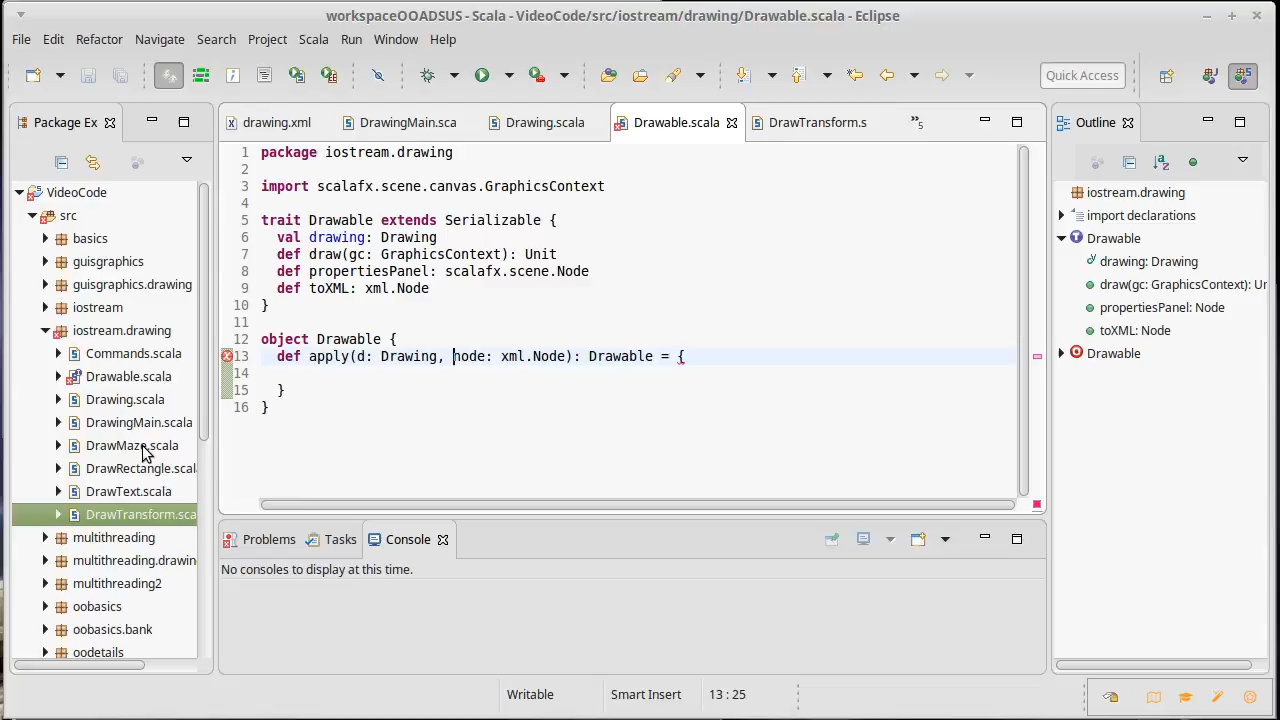 workspaceOOADSUS - Scala - VideoCode/src/iostream/drawing/Drawable.scala - Eclipse
File Edit Refactor Navigate Search Project Scala Run Window Help
Quick Access
Package Ex
drawing.xml
DrawingMain.sca
Drawing.scala
Drawable.scala
DrawTransform.s
»5
Outline
VideoCode
src
basics
guisgraphics
guisgraphics.drawing
iostream
iostream.drawing
Commands.scala
Drawable.scala
Drawing.scala
DrawingMain.scala
DrawMaze.scala
DrawRectangle.scal
DrawText.scala
DrawTransform.sca
multithreading
multithreading.drawin
multithreading2
oobasics
oobasics.bank
oodetails
1 package iostream.drawing
2
3 import scalafx.scene.canvas.GraphicsContext
4
5 trait Drawable extends Serializable {
6 val drawing: Drawing
7 def draw(gc: GraphicsContext): Unit
8 def propertiesPanel: scalafx.scene.Node
9 def toXML: xml.Node
10 }
11
12 object Drawable {
13 def apply(d: Drawing, node: xml.Node): Drawable = {
14
15 }
16 }
iostream.drawing
import declarations
Drawable
drawing: Drawing
draw(gc: GraphicsContext): Ur
propertiesPanel: Node
toXML: Node
Drawable
Problems
Tasks
Console
No consoles to display at this time.
Writable
Smart Insert
13 : 25